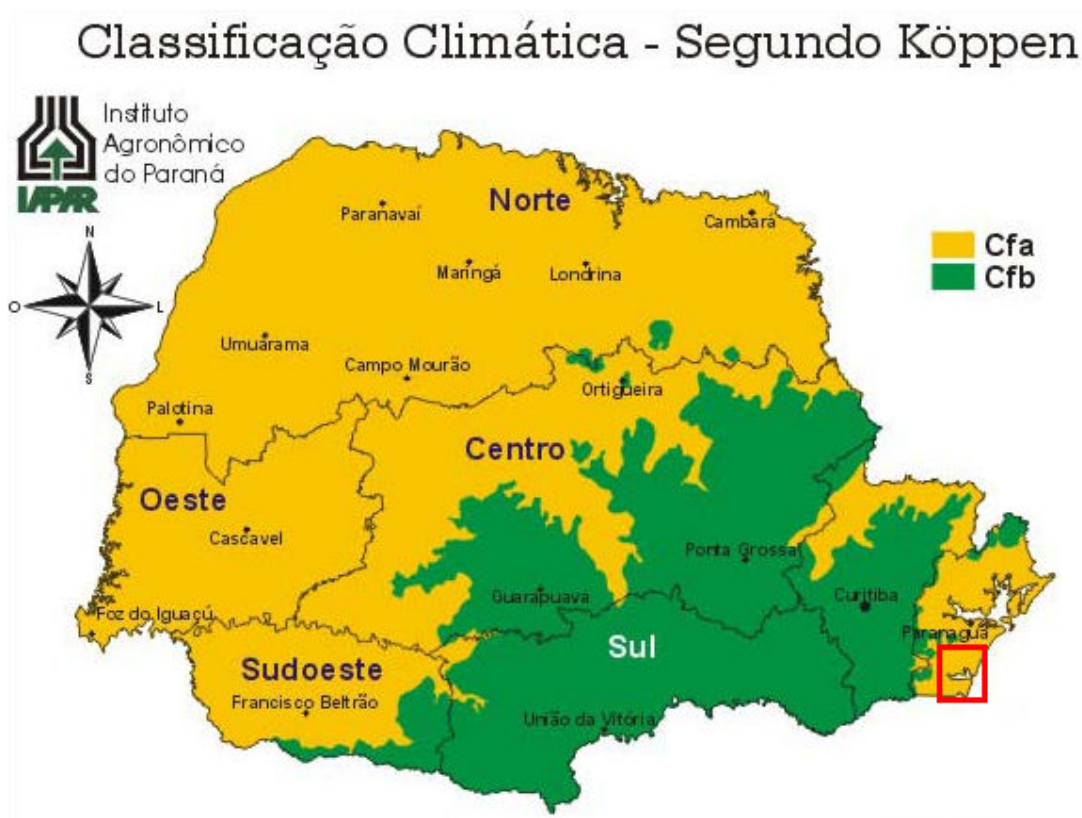 Classificação Climática - Segundo Köppen
Instituto
Agronômico
do Paraná
IAPAR
N
O
L
S
Norte
Paranavaí
Cambará
Maringá
Londrina
Cfa
Cfb
Umuarama
Campo Mourão
Ortigueira
Palotina
Centro
Oeste
Cascavel
Ponta Grossa
Guarapuava
Curitiba
Foz do Iguaçú
Paranaguá
Sul
Sudoeste
Francisco Beltrão
União da Vitória